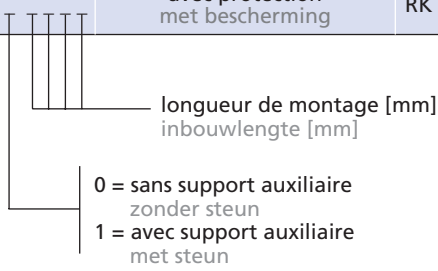 avec protection
met bescherming
RK
longueur de montage [mm]
inbouwlengte [mm]
0 = sans support auxiliaire
zonder steun
1 = avec support auxiliaire
met steun